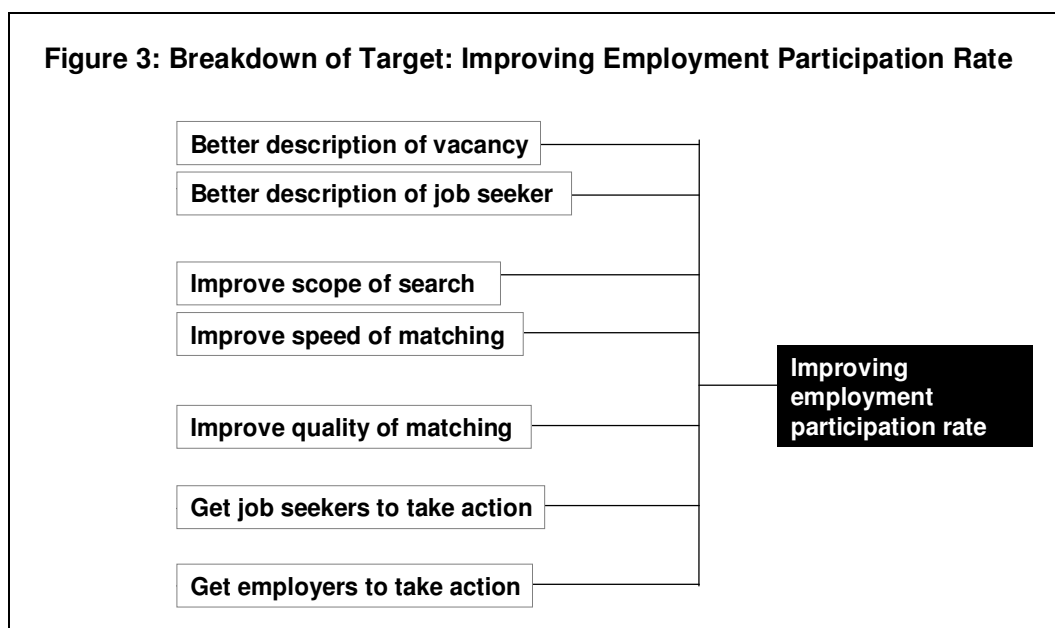 Figure 3: Breakdown of Target: Improving Employment Participation Rate
Better description of vacancy
Better description of job seeker
Improve scope of search
Improve speed of matching
Improve quality of matching
Get job seekers to take action
Get employers to take action
Improving
employment
participation rate